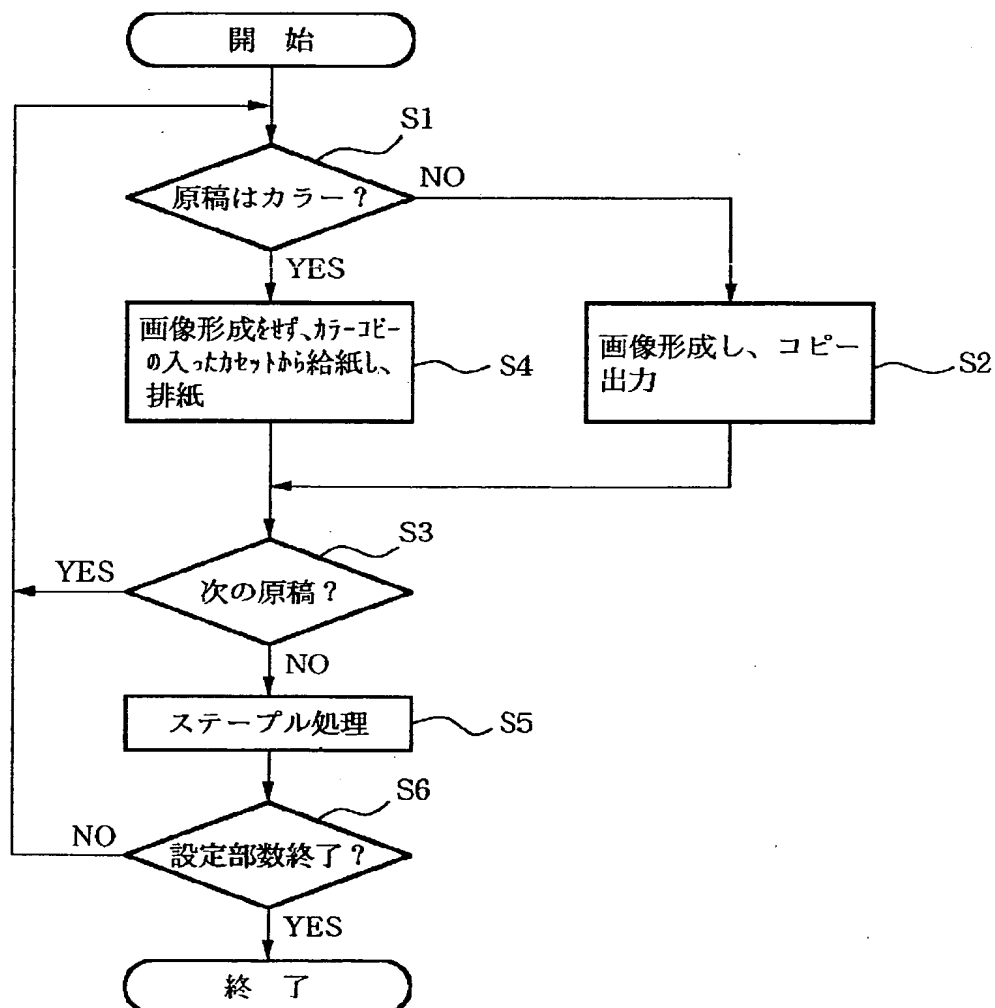 開 始
S1
原稿はカラー？
NO
YES
画像形成をせず、カラーコピー
の入ったカセットから給紙し、
排紙
S4
画像形成し、コピー
出力
S2
S3
YES
次の原稿？
NO
ステープル処理
S5
S6
NO
設定部数終了？
YES
終 了